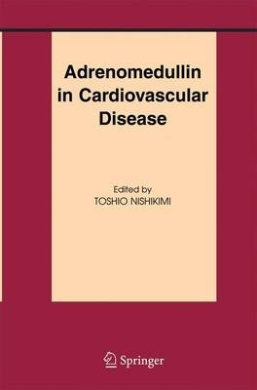 Adrenomedullin
in Cardiovascular
Disease
Edited by
TOSHIO NISHIKIMI
Springer